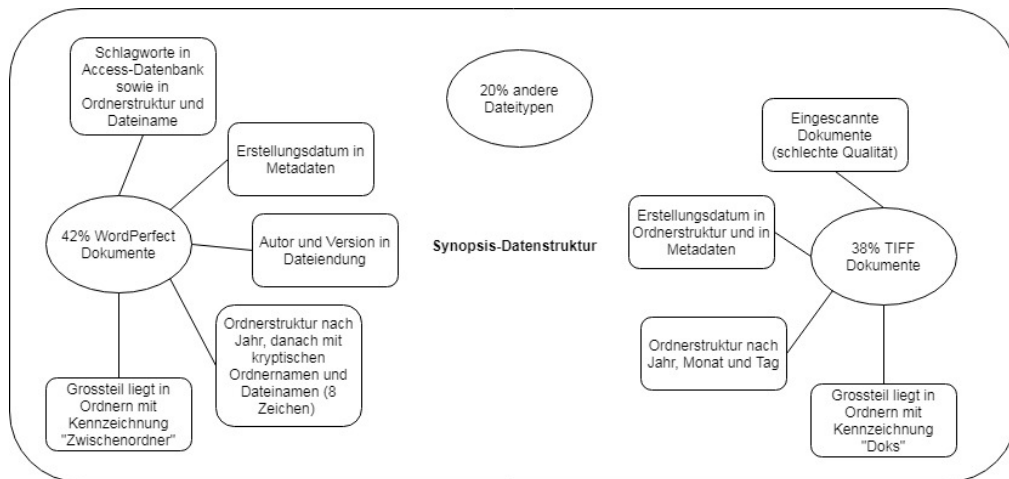 Schlagworte in
Access-Datenbank
sowie in
Ordnerstruktur und
Dateiname
20% andere
Dateitypen
Eingescannte
Dokumente
(schlechte Qualität)
Erstellungsdatum in
Metadaten
42% WordPerfect
Dokumente
Autor und Version in
Dateiendung
Synopsis-Datenstruktur
Erstellungsdatum in
Ordnerstruktur und in
Metadaten
38% TIFF
Dokumente
Ordnerstruktur nach
Jahr, danach mit
kryptischen
Ordnernamen und
Dateinamen (8
Zeichen)
Ordnerstruktur nach
Jahr, Monat und Tag
Grossteil liegt in
Ordnern mit
Kennzeichnung
"Zwischenordner"
Grossteil liegt in
Ordnern mit
Kennzeichnung
"Doks"